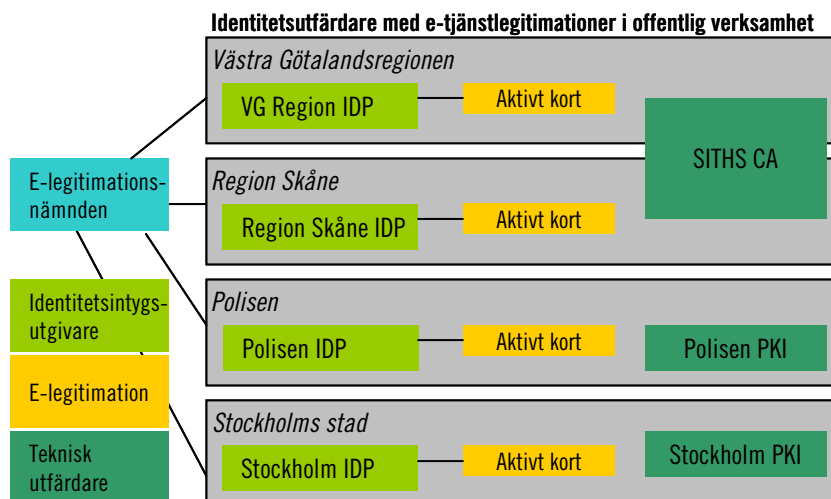 Identitetsutfärdare med e-tjänstlegitimationer i offentlig verksamhet
Västra Götalandsregionen
VG Region IDP
Aktivt kort
SITHS CA
E-legitimations-
nämnden
Region Skåne
Region Skåne IDP
Aktivt kort
Identitetsintygs-
utgivare
Polisen
Polisen IDP
Aktivt kort
Polisen PKI
E-legitimation
Stockholms stad
Stockholm IDP
Aktivt kort
Stockholm PKI
Teknisk
utfärdare